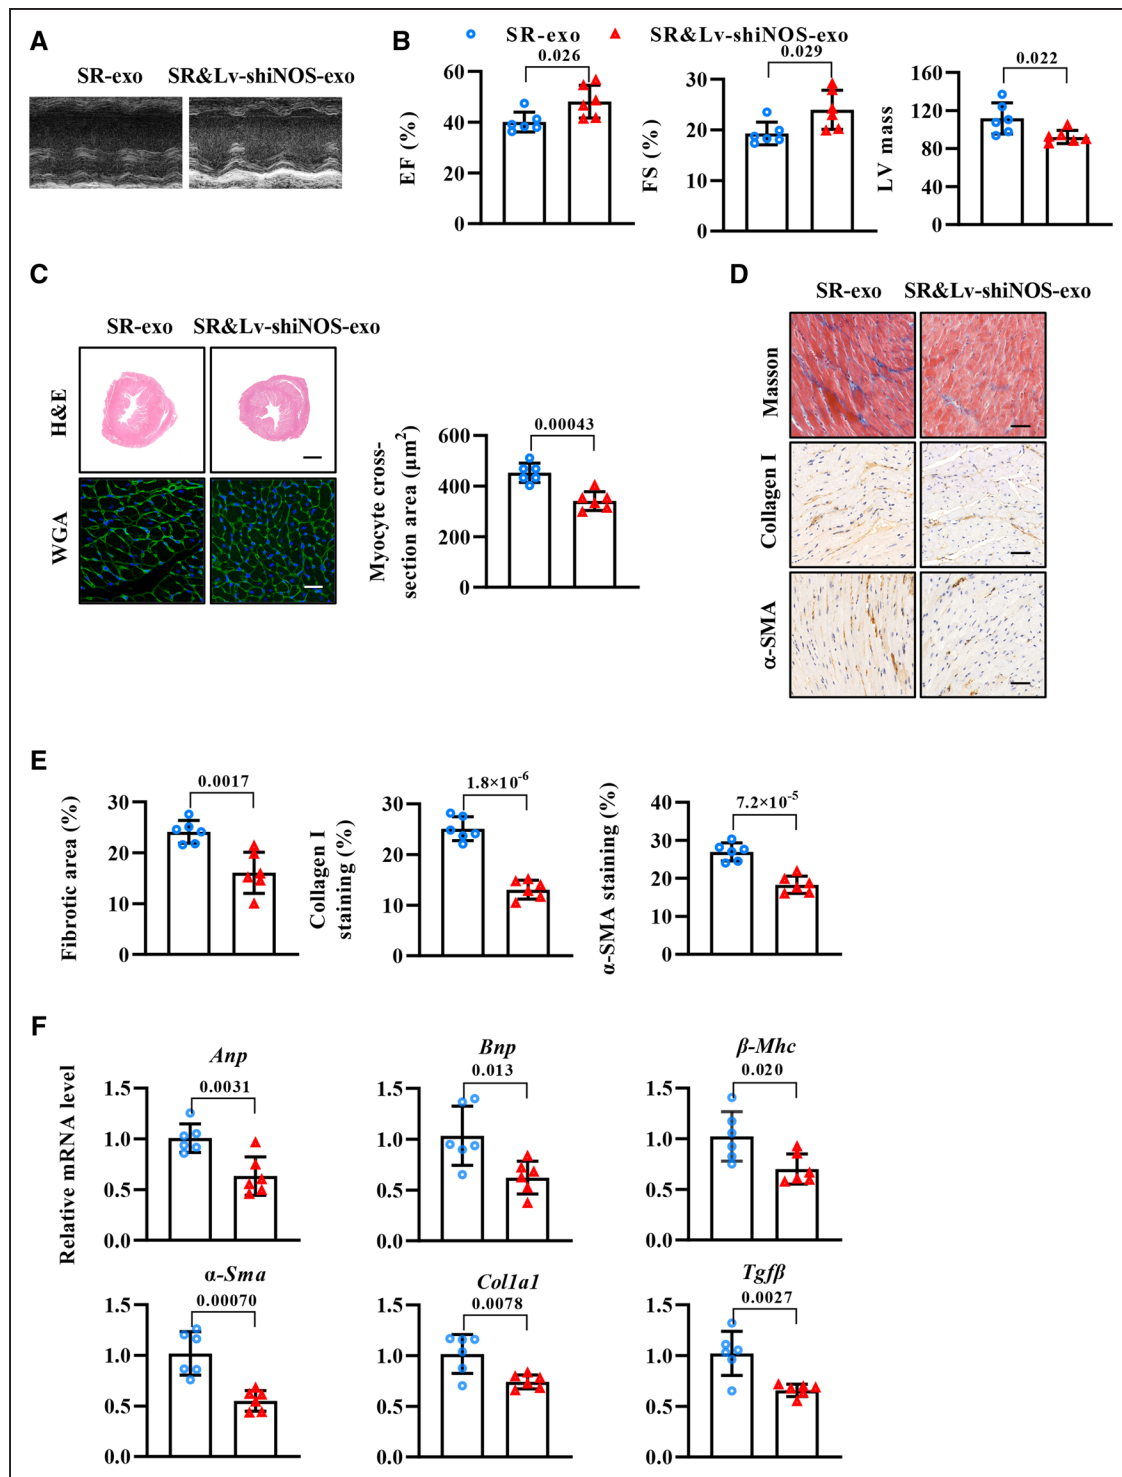 A
SR-exo SR&Lv-shiNOS-exo
B
SR-exo SR&Lv-shiNOS-exo
0.026
EF (%)
60
40
20
0
0.029
FS (%)
30
20
10
0
0.022
LV mass
160
120
80
40
0
C
SR-exo SR&Lv-shiNOS-exo
H&E
WGA
0.00043
Myocyte cross-
section area (μm²)
600
400
200
0
D
SR-exo SR&Lv-shiNOS-exo
Masson
Collagen I
α-SMA
E
0.0017
Fibrotic area (%)
30
20
10
0
1.8×10⁻⁶
Collagen I
staining (%)
30
20
10
0
7.2×10⁻⁵
α-SMA staining (%)
40
30
20
10
0
F
Relative mRNA level
Anp
0.0031
1.5
1.0
0.5
0.0
Bnp
0.013
1.5
1.0
0.5
0.0
β-Mhc
0.020
1.5
1.0
0.5
0.0
α-Sma
0.00070
1.5
1.0
0.5
0.0
Col1a1
0.0078
1.5
1.0
0.5
0.0
Tgfβ
0.0027
1.5
1.0
0.5
0.0